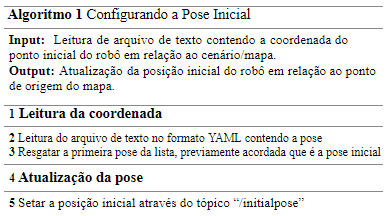 Algoritmo 1 Configurando a Pose Inicial
Input: Leitura de arquivo de texto contendo a coordenada do
ponto inicial do robô em relação ao cenário/mapa.
Output: Atualização da posição inicial do robô em relação ao ponto
de origem do mapa.
1 Leitura da coordenada
2 Leitura do arquivo de texto no formato YAML contendo a pose
3 Resgatar a primeira pose da lista, previamente acordada que é a pose inicial
4 Atualização da pose
5 Setar a posição inicial através do tópico “/initialpose”